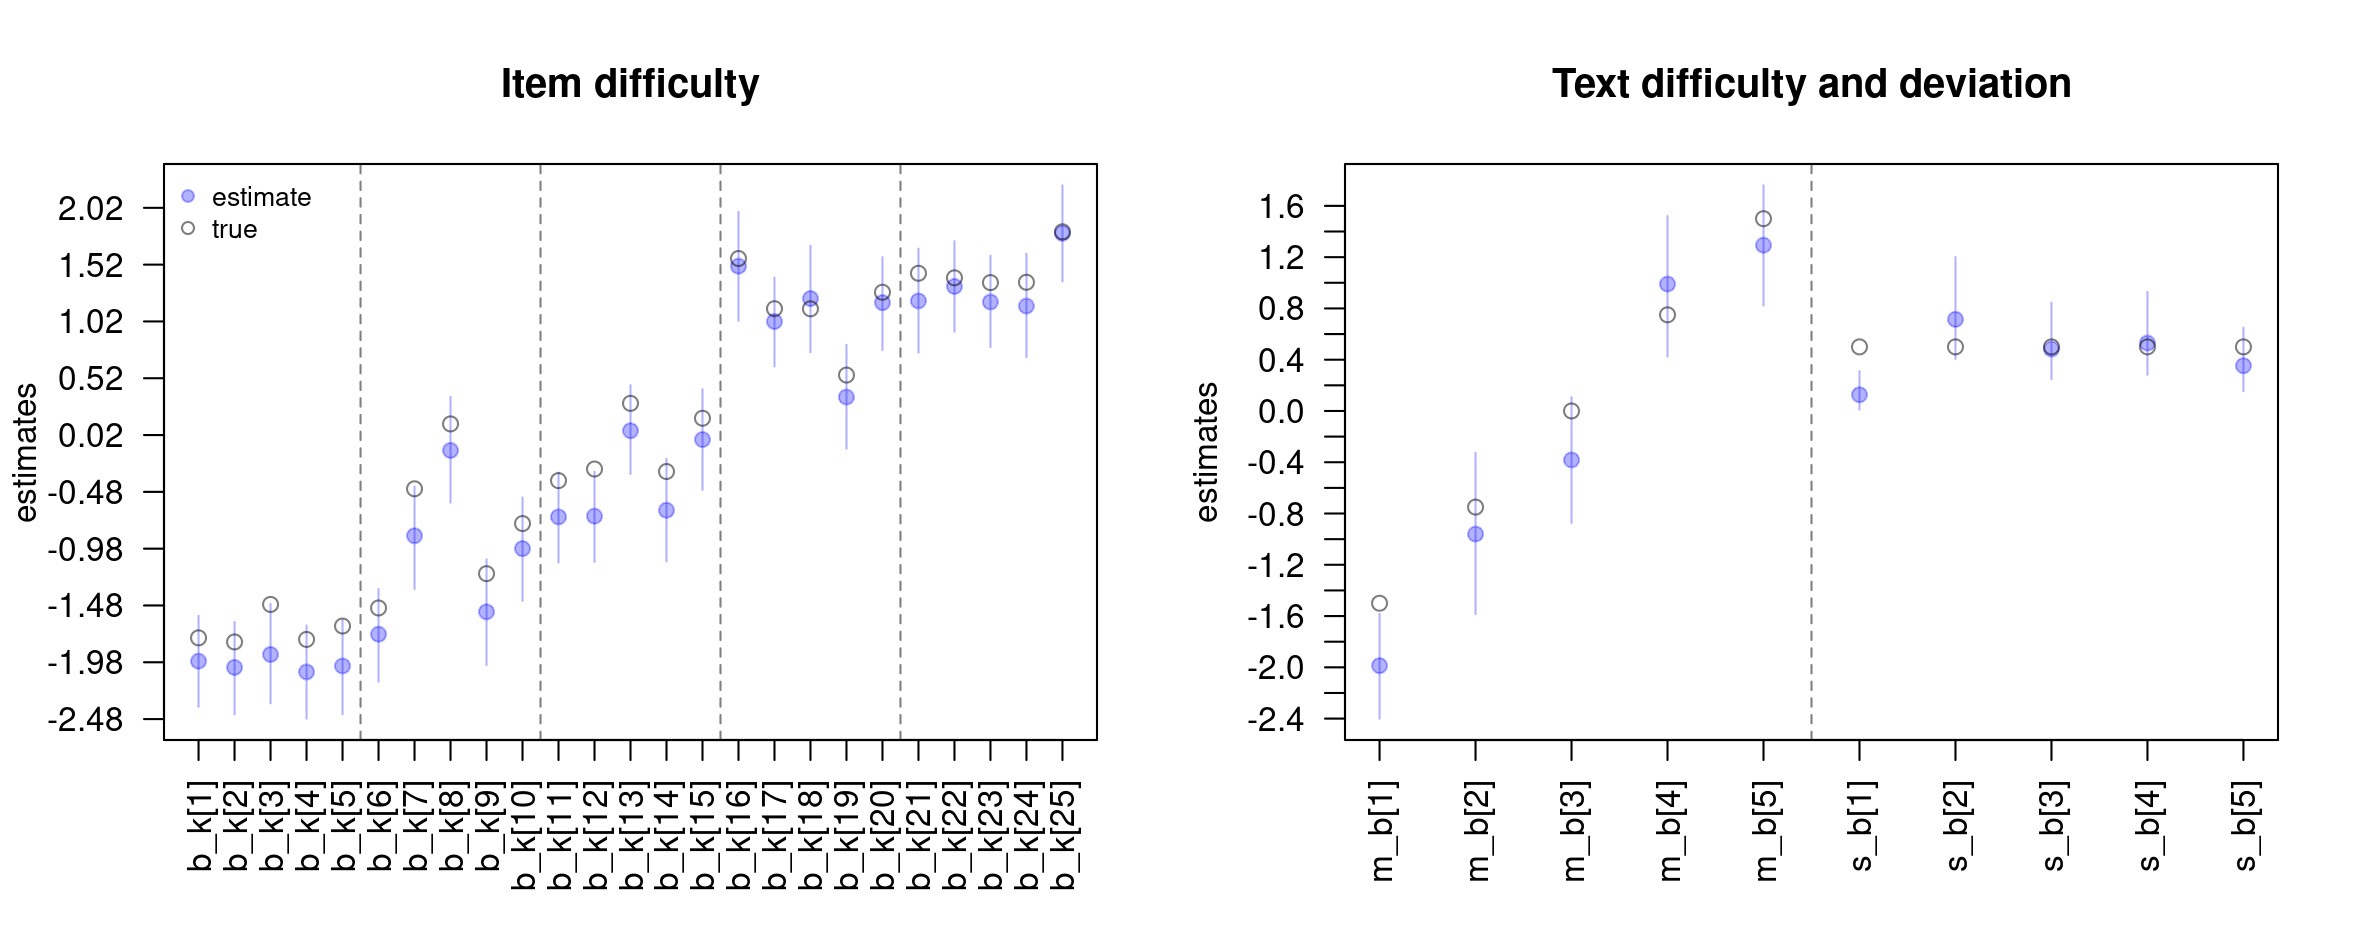 Item difficulty
estimate
true
estimates
2.02
1.52
1.02
0.52
0.02
-0.48
-0.98
-1.48
-1.98
-2.48
b_k[1]
b_k[2]
b_k[3]
b_k[4]
b_k[5]
b_k[6]
b_k[7]
b_k[8]
b_k[9]
b_k[10]
b_k[11]
b_k[12]
b_k[13]
b_k[14]
b_k[15]
b_k[16]
b_k[17]
b_k[18]
b_k[19]
b_k[20]
b_k[21]
b_k[22]
b_k[23]
b_k[24]
b_k[25]
Text difficulty and deviation
estimates
1.6
1.2
0.8
0.4
0.0
-0.4
-0.8
-1.2
-1.6
-2.0
-2.4
m_b[1]
m_b[2]
m_b[3]
m_b[4]
m_b[5]
s_b[1]
s_b[2]
s_b[3]
s_b[4]
s_b[5]